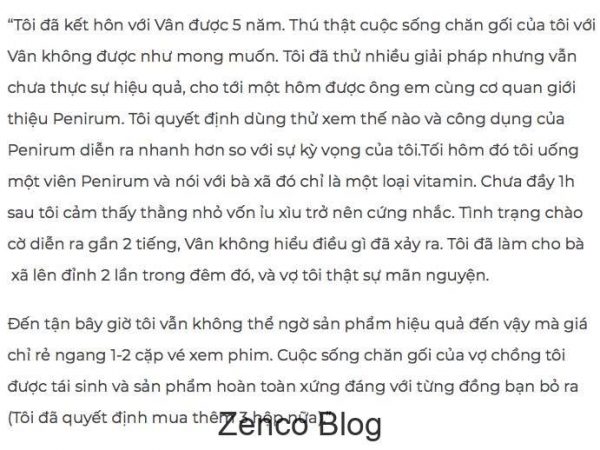 “Tôi đã kết hôn với Vân được 5 năm. Thú thật cuộc sống chăn gối của tôi với
Vân không được như mong muốn. Tôi đã thử nhiều giải pháp nhưng vẫn
chưa thực sự hiệu quả, cho tới một hôm được ông em cùng cơ quan giới
thiệu Penirum. Tôi quyết định dùng thử xem thế nào và công dụng của
Penirum diễn ra nhanh hơn so với sự kỳ vọng của tôi.Tối hôm đó tôi uống
một viên Penirum và nói với bà xã đó chỉ là một loại vitamin. Chưa đầy 1h
sau tôi cảm thấy thằng nhỏ vốn ỉu xìu trở nên cứng nhắc. Tình trạng chào
cờ diễn ra gần 2 tiếng, Vân không hiểu điều gì đã xảy ra. Tôi đã làm cho bà
xã lên đỉnh 2 lần trong đêm đó, và vợ tôi thật sự mãn nguyện.
Đến tận bây giờ tôi vẫn không thể ngờ sản phẩm hiệu quả đến vậy mà giá
chỉ rẻ ngang 1-2 cặp vé xem phim. Cuộc sống chăn gối của vợ chồng tôi
được tái sinh và sản phẩm hoàn toàn xứng đáng với từng đồng bạn bỏ ra
(Tôi đã quyết định mua thêm 3 hộp nữa)”
Zenco Blog